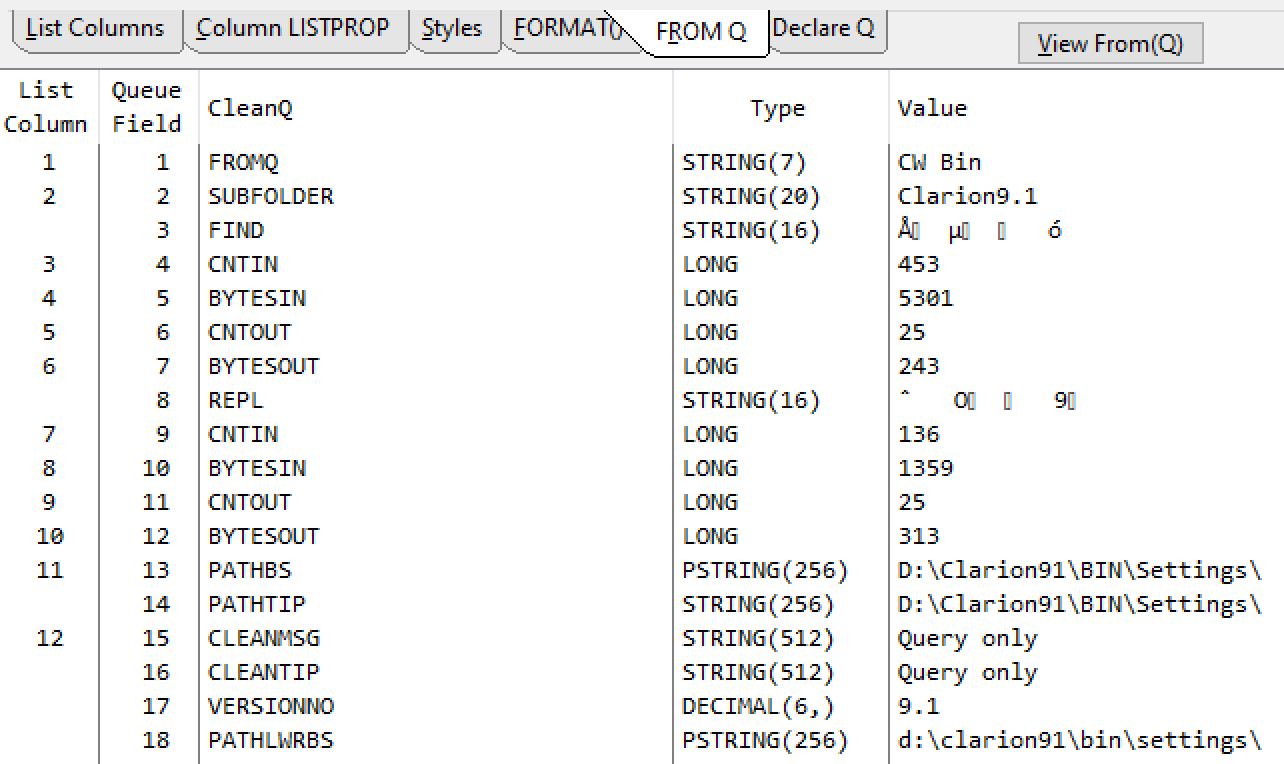 List Columns Column LISTPROP Styles FORMAT() FROM Q Declare Q View From(Q)
List Queue
Column Field CleanQ Type Value
1 1 FROMQ STRING(7) CW Bin
2 2 SUBFOLDER STRING(20) Clarion9.1
3 FIND STRING(16) Å µ ó
3 4 CNTIN LONG 453
4 5 BYTESIN LONG 5301
5 6 CNTOUT LONG 25
6 7 BYTESOUT LONG 243
8 REPL STRING(16) ˆ O 9
7 9 CNTIN LONG 136
8 10 BYTESIN LONG 1359
9 11 CNTOUT LONG 25
10 12 BYTESOUT LONG 313
11 13 PATHBS PSTRING(256) D:\Clarion91\BIN\Settings\
14 PATHTIP STRING(256) D:\Clarion91\BIN\Settings\
12 15 CLEANMSG STRING(512) Query only
16 CLEANTIP STRING(512) Query only
17 VERSIONNO DECIMAL(6,) 9.1
18 PATHLWRBS PSTRING(256) d:\clarion91\bin\settings\